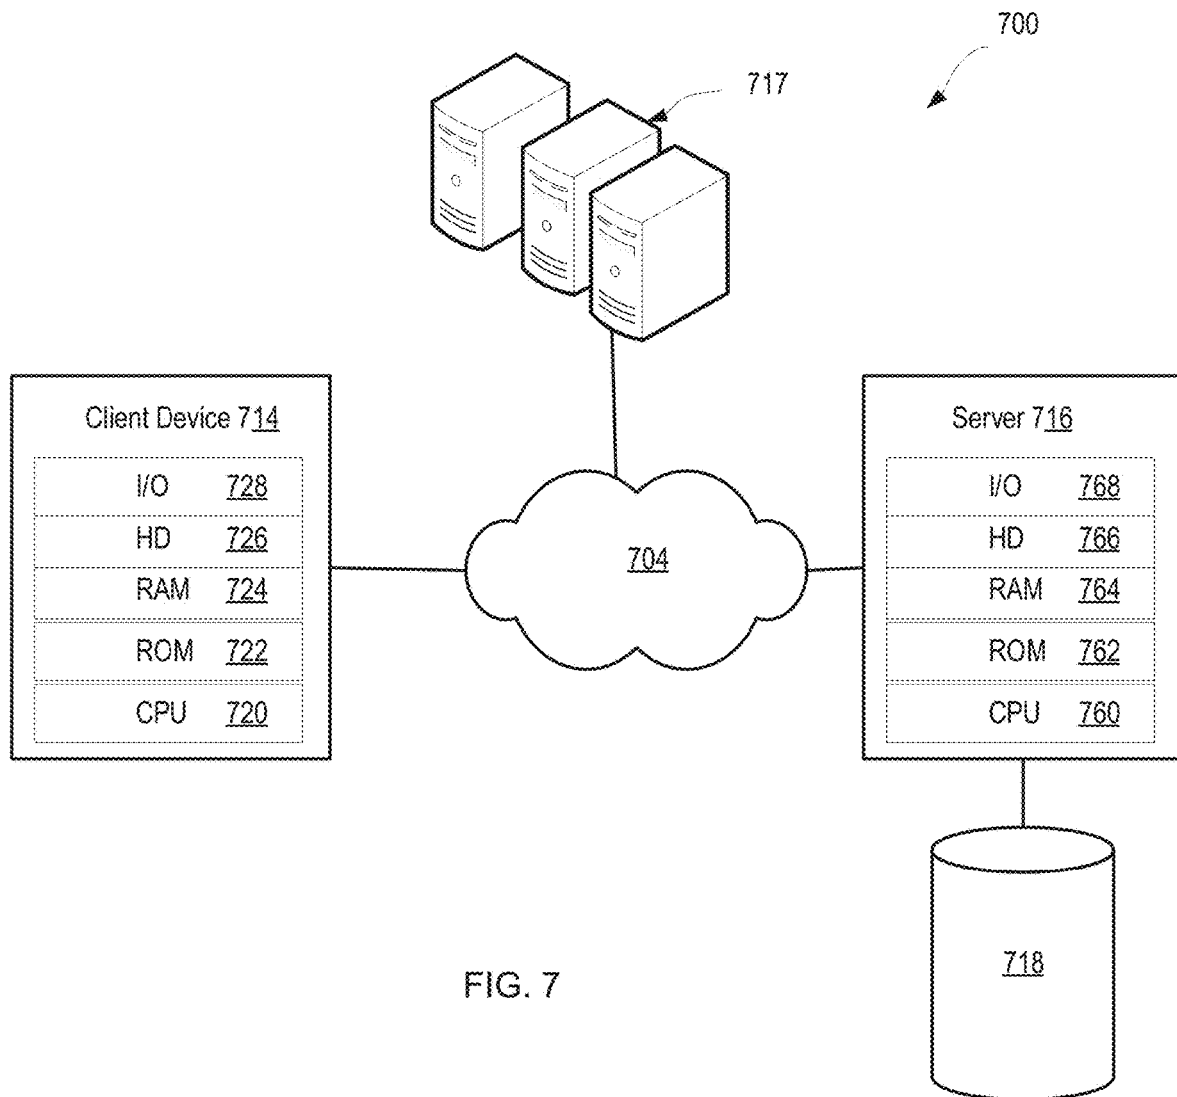 700
717
Client Device 714
I/O 728
HD 726
RAM 724
ROM 722
CPU 720
704
Server 716
I/O 768
HD 766
RAM 764
ROM 762
CPU 760
718
FIG. 7